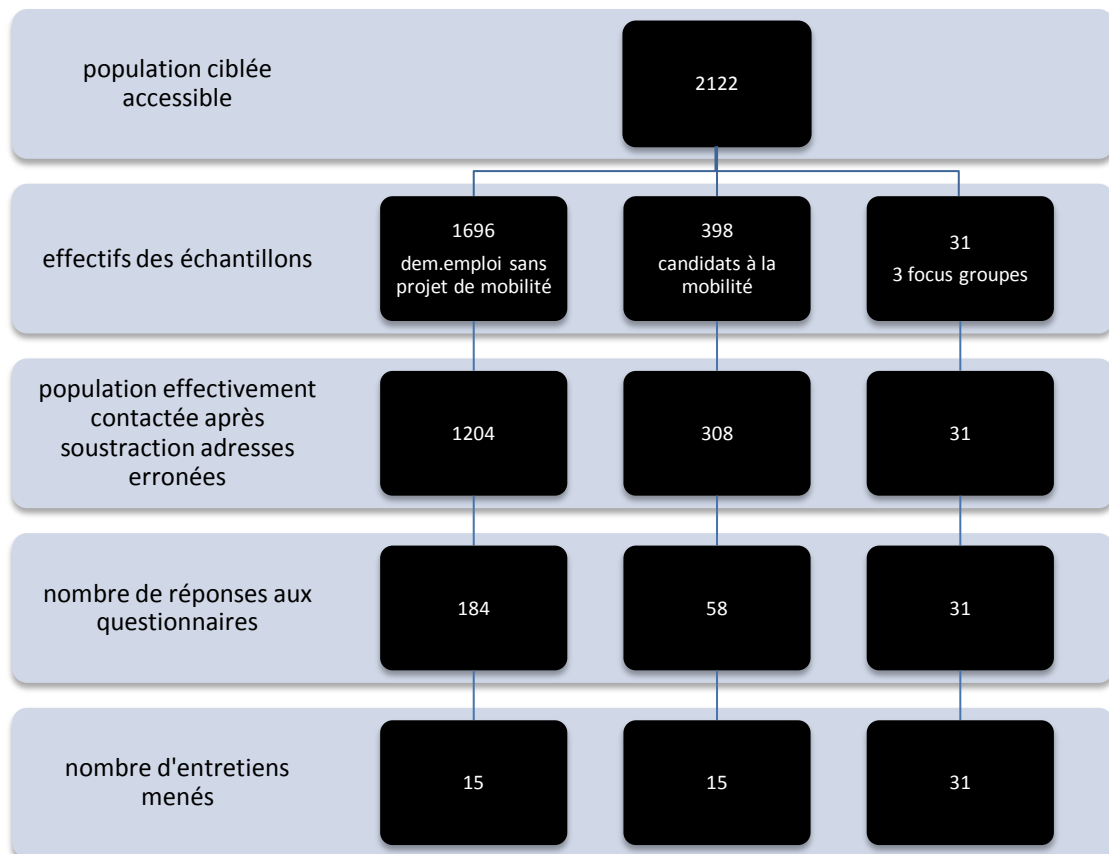 population ciblée
accessible
2122
effectifs des échantillons
1696
dem.emploi sans
projet de mobilité
398
candidats à la
mobilité
31
3 focus groupes
population effectivement
contactée après
soustraction adresses
erronées
1204
308
31
nombre de réponses aux
questionnaires
184
58
31
nombre d'entretiens
menés
15
15
31